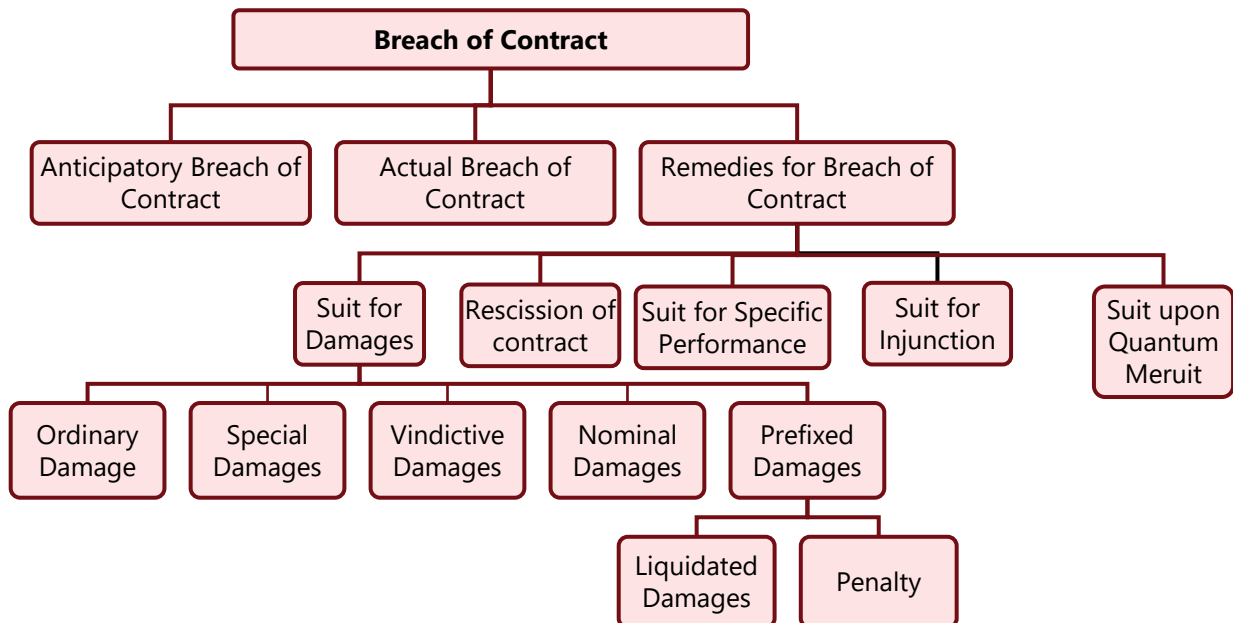 Breach of Contract
Anticipatory Breach of
Contract
Actual Breach of
Contract
Remedies for Breach of
Contract
Suit for
Damages
Rescission of
contract
Suit for Specific
Performance
Suit for
Injunction
Suit upon
Quantum
Meruit
Ordinary
Damage
Special
Damages
Vindictive
Damages
Nominal
Damages
Prefixed
Damages
Liquidated
Damages
Penalty